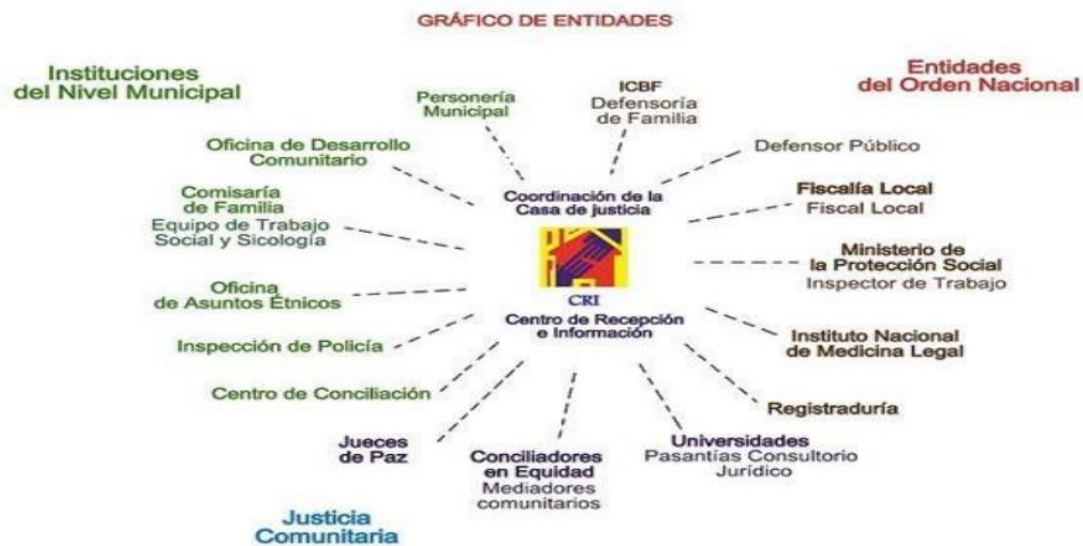 GRÁFICO DE ENTIDADES
Instituciones
del Nivel Municipal
Entidades
del Orden Nacional
Personería
Municipal
ICBF
Defensoría
de Familia
Oficina de Desarrollo
Comunitario
Defensor Público
Comisaría
de Familia
Equipo de Trabajo
Social y Sicología
Coordinación de la
Casa de justicia
Fiscalía Local
Fiscal Local
Ministerio de
la Protección Social
Inspector de Trabajo
Oficina
de Asuntos Étnicos
CRI
Centro de Recepción
e Información
Inspección de Policía
Instituto Nacional
de Medicina Legal
Centro de Conciliación
Registraduría
Jueces
de Paz
Conciliadores
en Equidad
Mediadores
comunitarios
Universidades
Pasantías Consultorio
Jurídico
Justicia
Comunitaria